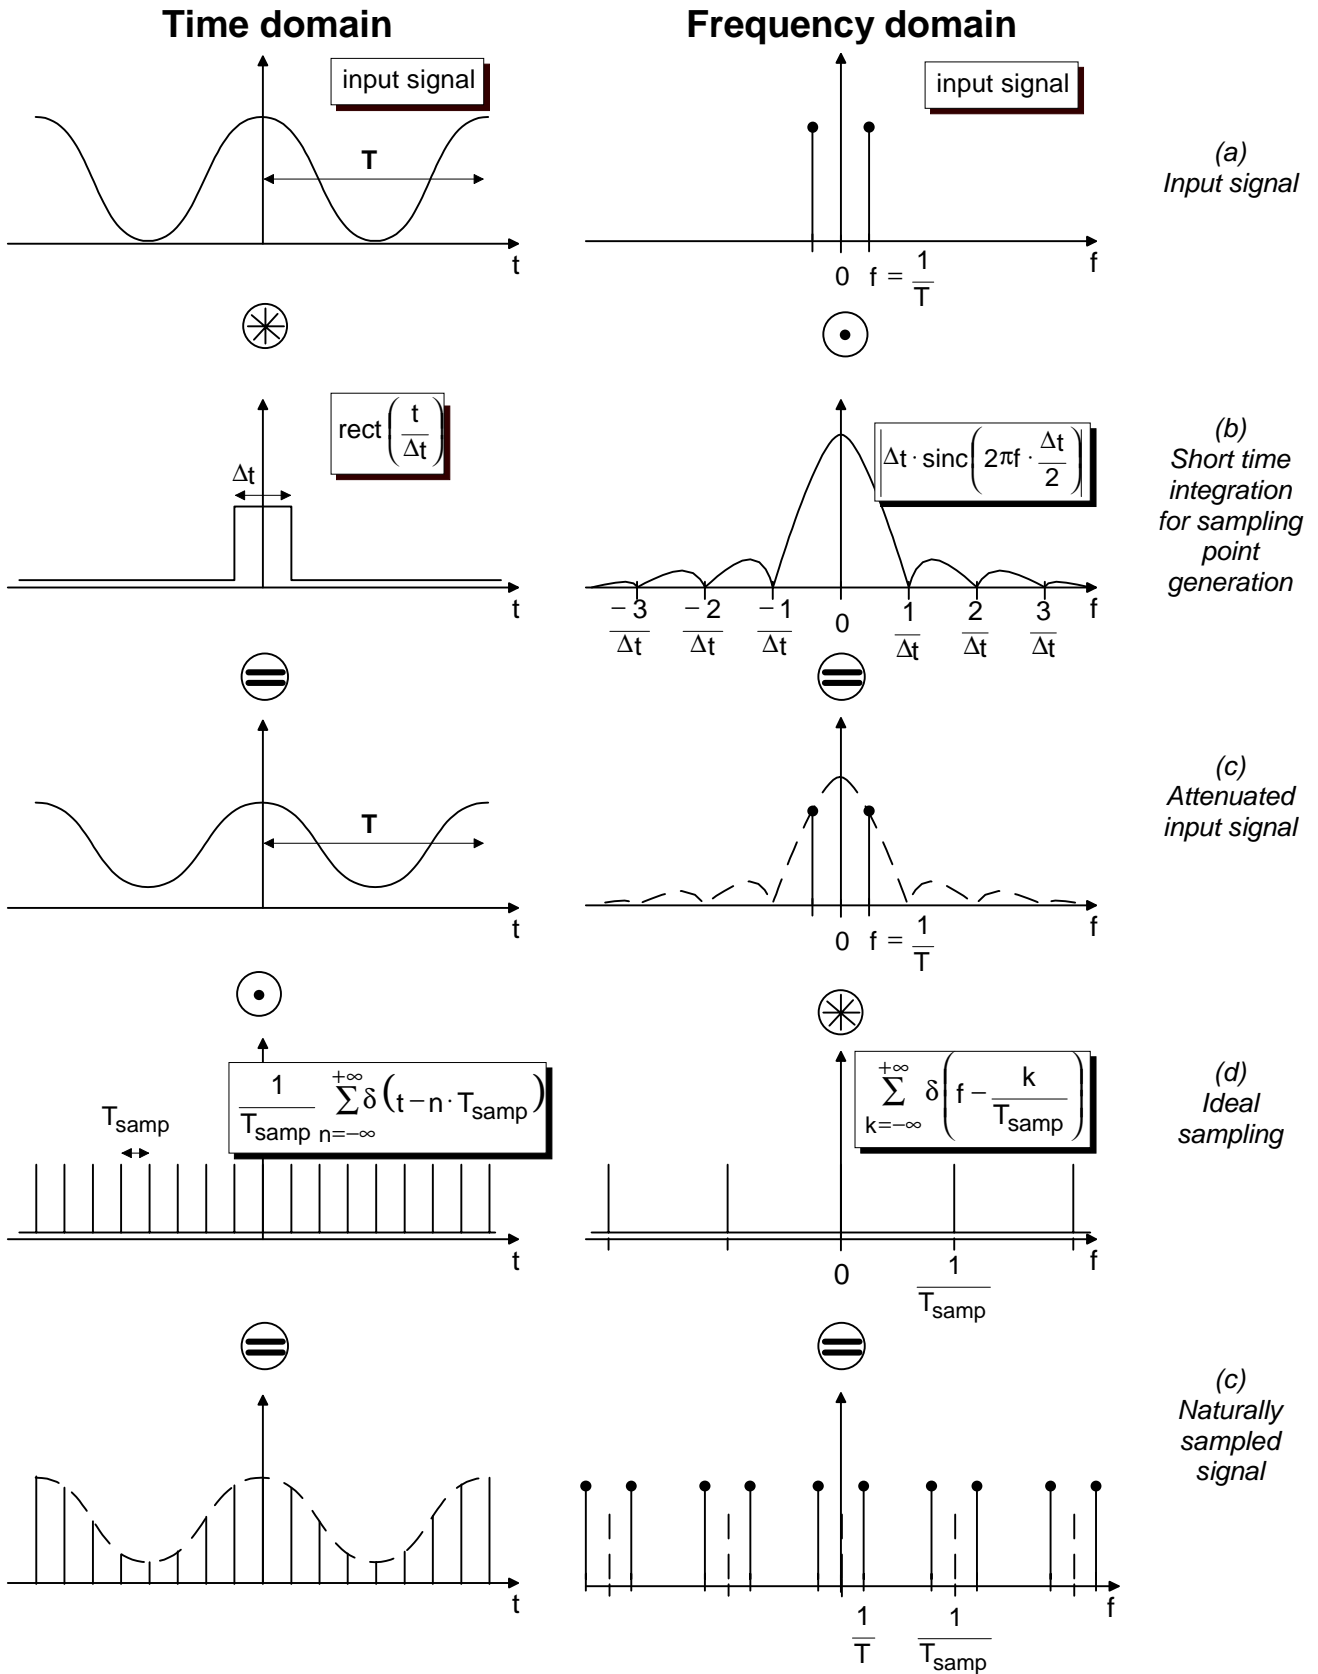 Time domain
Frequency domain
input signal
T
t
input signal
0 f = 1/T
f
(a)
Input signal
rect(t/Δt)
Δt
t
|Δt · sinc(2πf · Δt/2)|
−3/Δt −2/Δt −1/Δt 0 1/Δt 2/Δt 3/Δt f
(b)
Short time
integration
for sampling
point
generation
T
t
0 f = 1/T
f
(c)
Attenuated
input signal
1/T_samp +∞ ∑ n=−∞ δ(t − n · T_samp)
T_samp
t
+∞ ∑ k=−∞ δ(f − k/T_samp)
0 1/T_samp f
(d)
Ideal
sampling
t
1/T 1/T_samp f
(c)
Naturally
sampled
signal